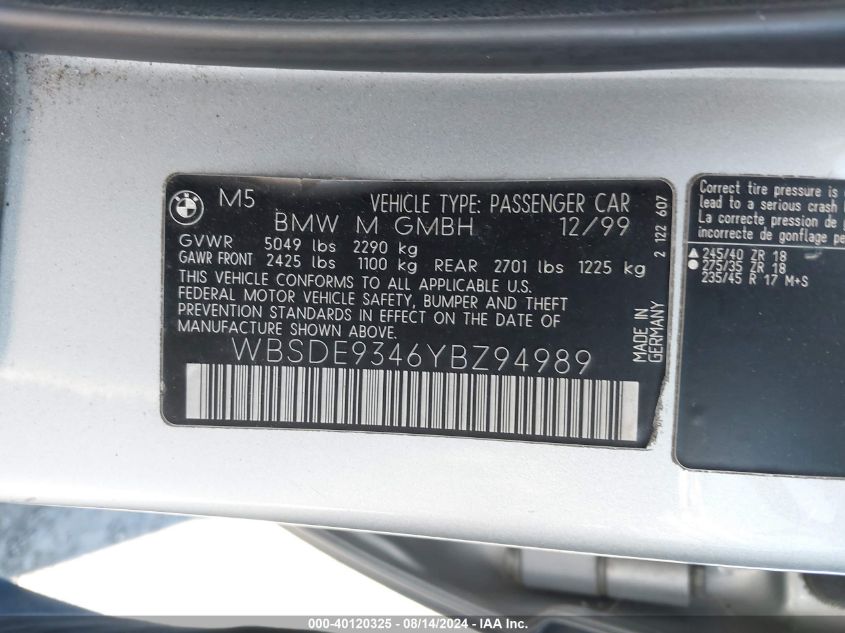 BMW
M5 VEHICLE TYPE: PASSENGER CAR
BMW M GMBH 12/99
GVWR 5049 lbs 2290 kg
GAWR FRONT 2425 lbs 1100 kg REAR 2701 lbs 1225 kg
THIS VEHICLE CONFORMS TO ALL APPLICABLE U.S.
FEDERAL MOTOR VEHICLE SAFETY, BUMPER AND THEFT
PREVENTION STANDARDS IN EFFECT ON THE DATE OF
MANUFACTURE SHOWN ABOVE.
WBSDE9346YBZ94989
2 122 607
MADE IN
GERMANY
Correct tire pressure is
lead to a serious crash
La correcte pression de
incorrecte de gonflage pe
245/40 ZR 18
275/35 ZR 18
235/45 R 17 M+S
000-40120325 - 08/14/2024 - IAA Inc.